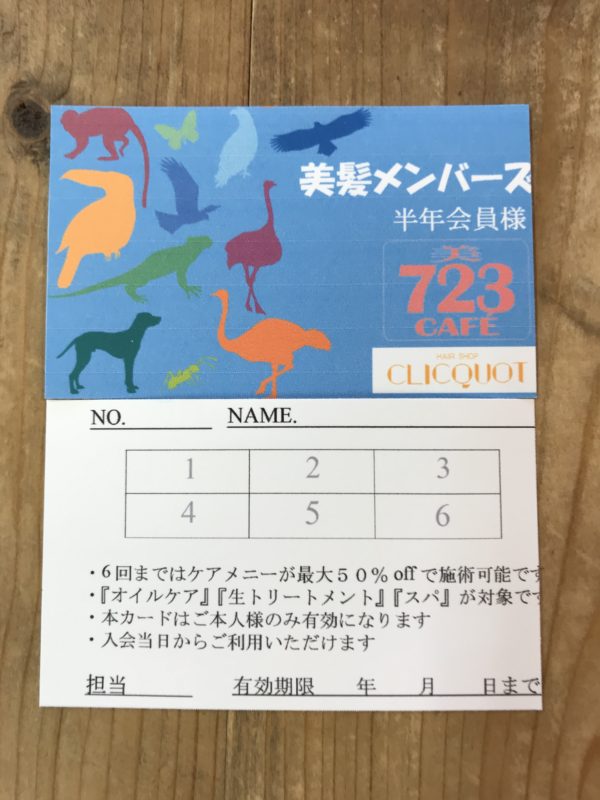 美髪メンバーズ
半年会員様
美
723
CAFÉ
HAIR SHOP
CLICQUOT
NO. NAME.
1 2 3
4 5 6
・6回まではケアメニーが最大５０％offで施術可能です
・『オイルケア』『生トリートメント』『スパ』が対象です
・本カードはご本人様のみ有効になります
・入会当日からご利用いただけます
担当 有効期限 年 月 日まで